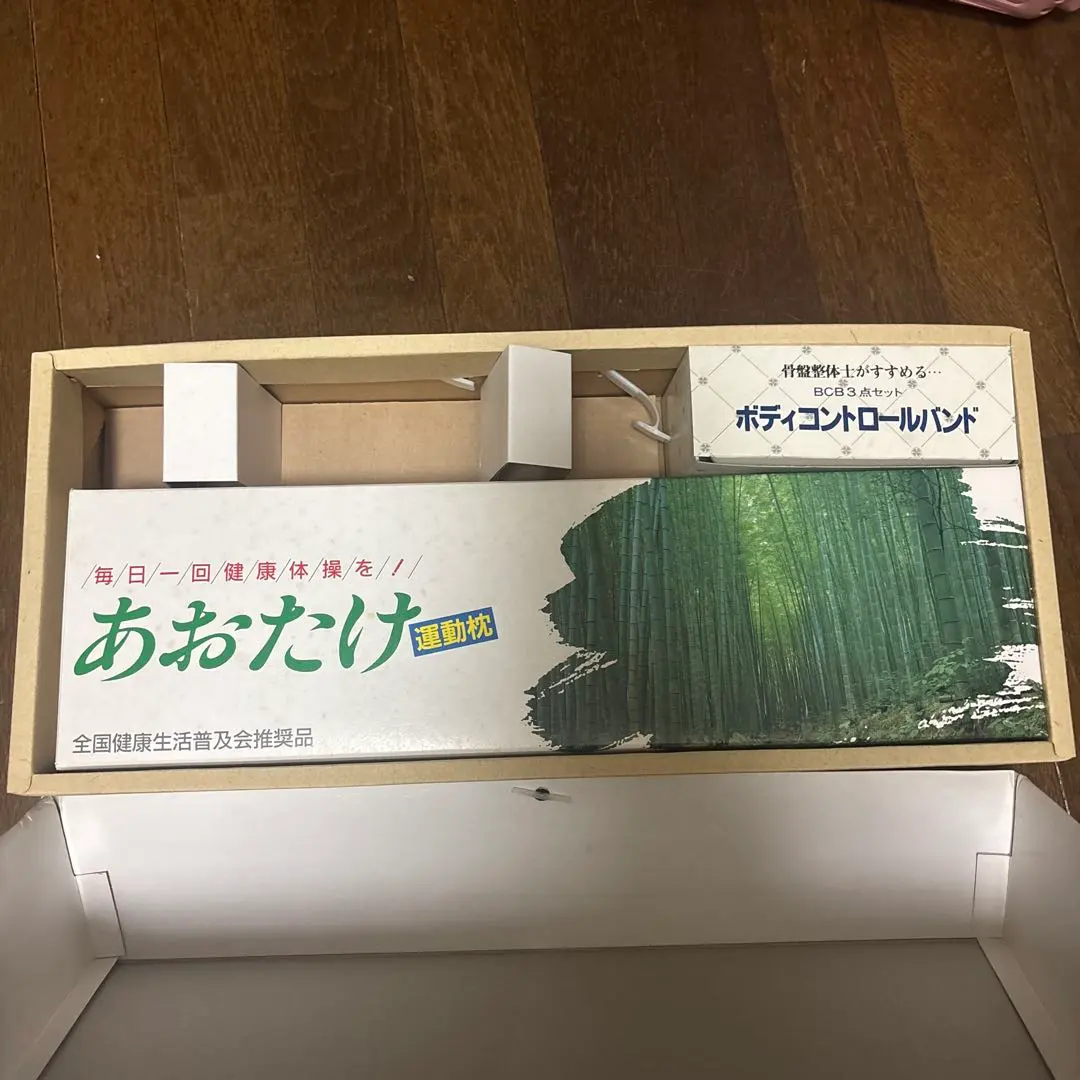 骨盤整体士がすすめる…
BCB3点セット
ボディコントロールバンド
毎日一回健康体操を!
あおたけ運動枕
全国健康生活普及会推奨品